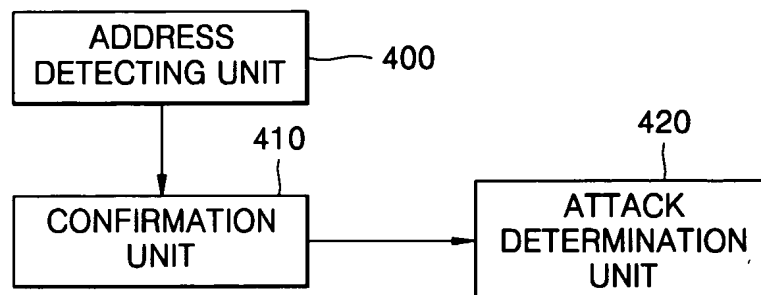 ADDRESS
DETECTING UNIT
400
410
420
CONFIRMATION
UNIT
ATTACK
DETERMINATION
UNIT